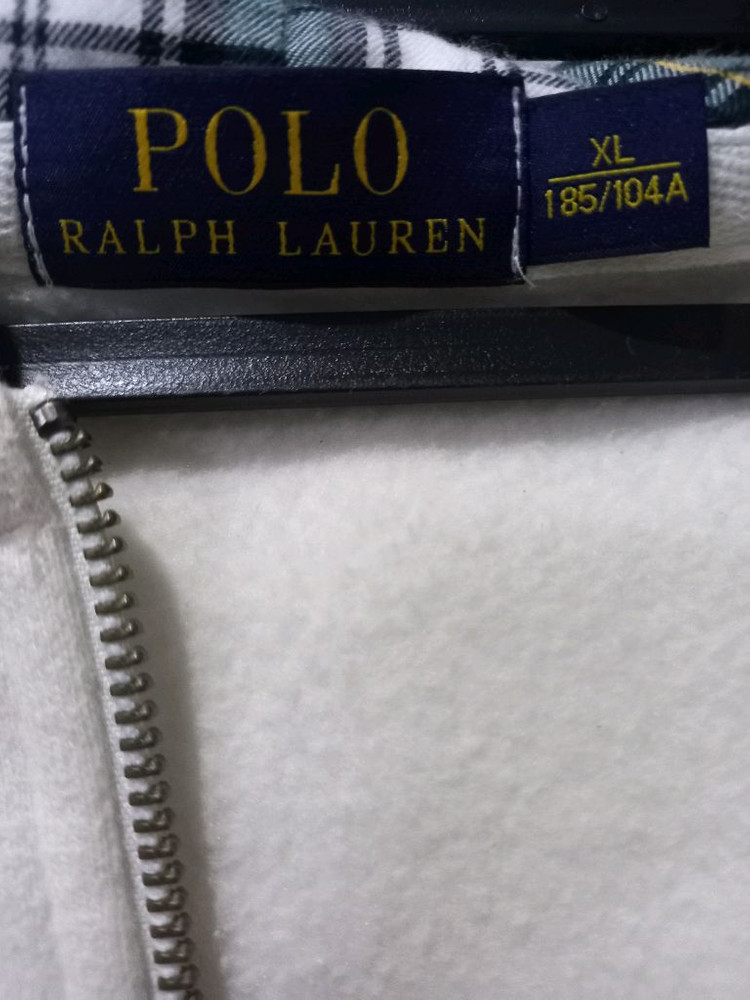 POLO
RALPH LAUREN
XL
185/104A